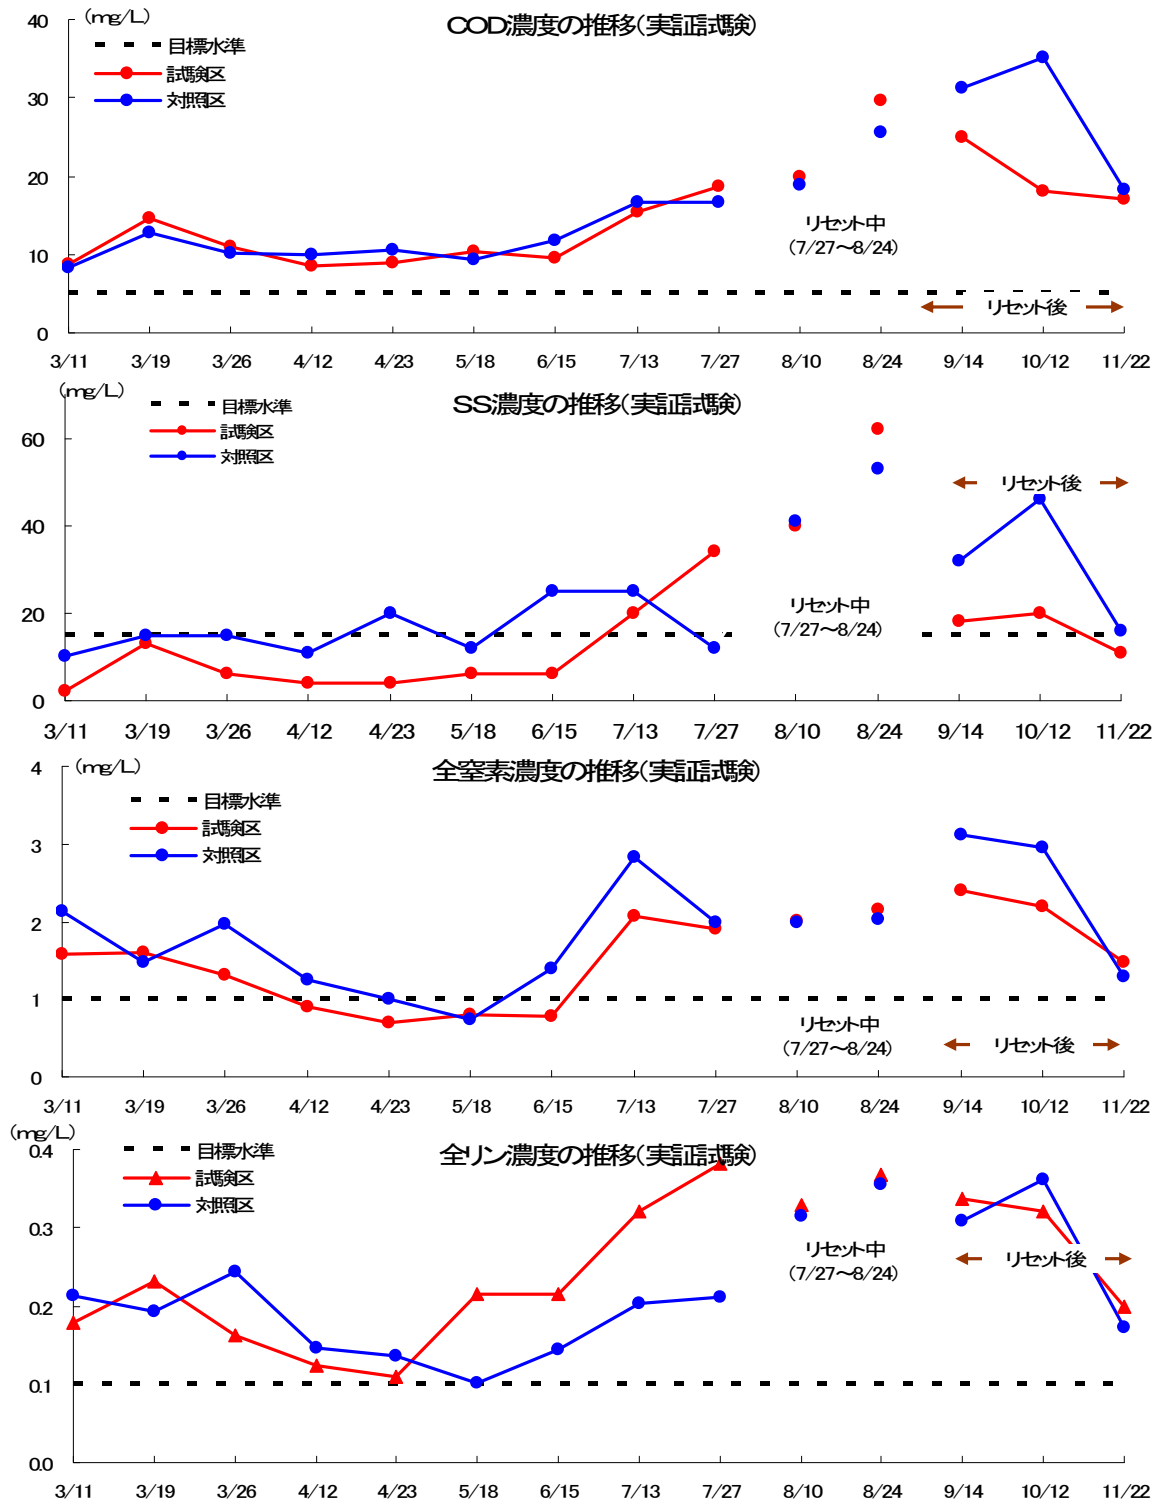 (mg/L)
COD濃度の推移(実証試験)
目標水準
試験区
対照区
40
30
20
10
0
リセット中
(7/27～8/24)
リセット後
3/11 3/19 3/26 4/12 4/23 5/18 6/15 7/13 7/27 8/10 8/24 9/14 10/12 11/22
(mg/L)
SS濃度の推移(実証試験)
目標水準
試験区
対照区
60
40
20
0
リセット後
リセット中
(7/27～8/24)
3/11 3/19 3/26 4/12 4/23 5/18 6/15 7/13 7/27 8/10 8/24 9/14 10/12 11/22
(mg/L)
全窒素濃度の推移(実証試験)
目標水準
試験区
対照区
4
3
2
1
0
リセット中
(7/27～8/24)
リセット後
3/11 3/19 3/26 4/12 4/23 5/18 6/15 7/13 7/27 8/10 8/24 9/14 10/12 11/22
(mg/L)
全リン濃度の推移(実証試験)
目標水準
試験区
対照区
0.4
0.3
0.2
0.1
0.0
リセット中
(7/27～8/24)
リセット後
3/11 3/19 3/26 4/12 4/23 5/18 6/15 7/13 7/27 8/10 8/24 9/14 10/12 11/22